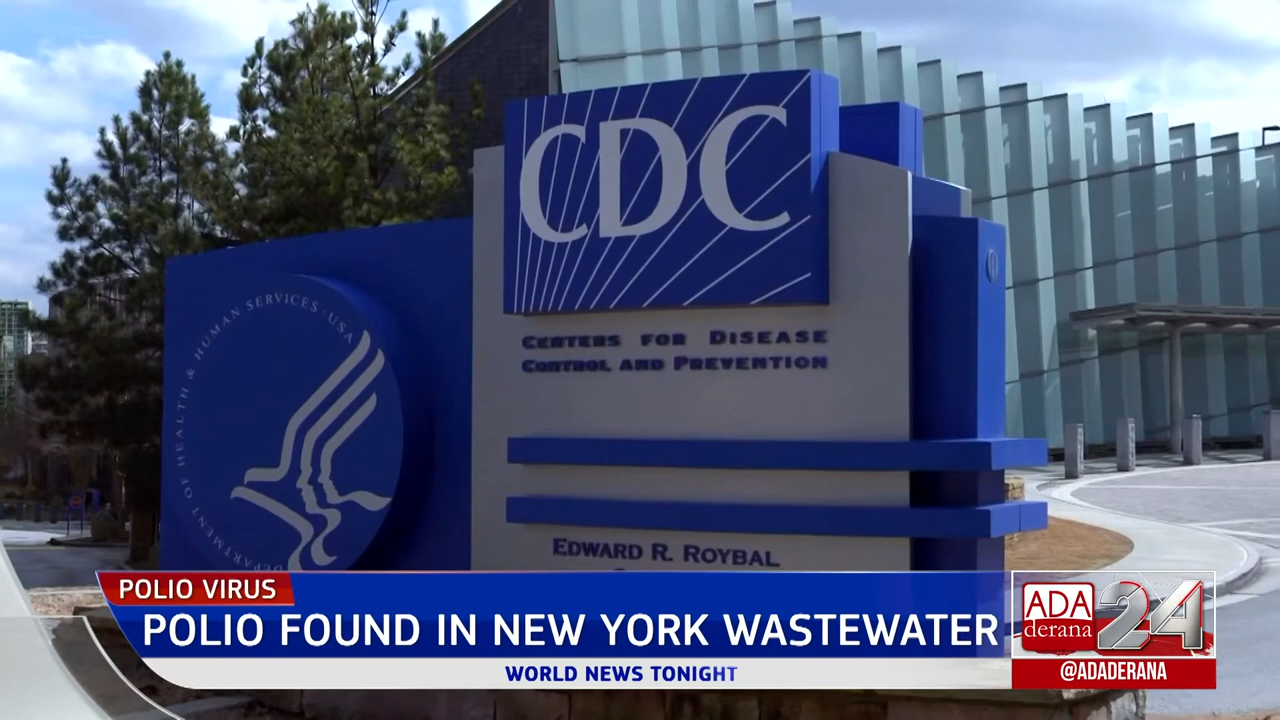 CDC
CENTERS FOR DISEASE
CONTROL AND PREVENTION
DEPARTMENT OF HEALTH & HUMAN SERVICES · USA
EDWARD R. ROYBAL
POLIO VIRUS
POLIO FOUND IN NEW YORK WASTEWATER
WORLD NEWS TONIGHT
ADA
derana
24
@ADADERANA